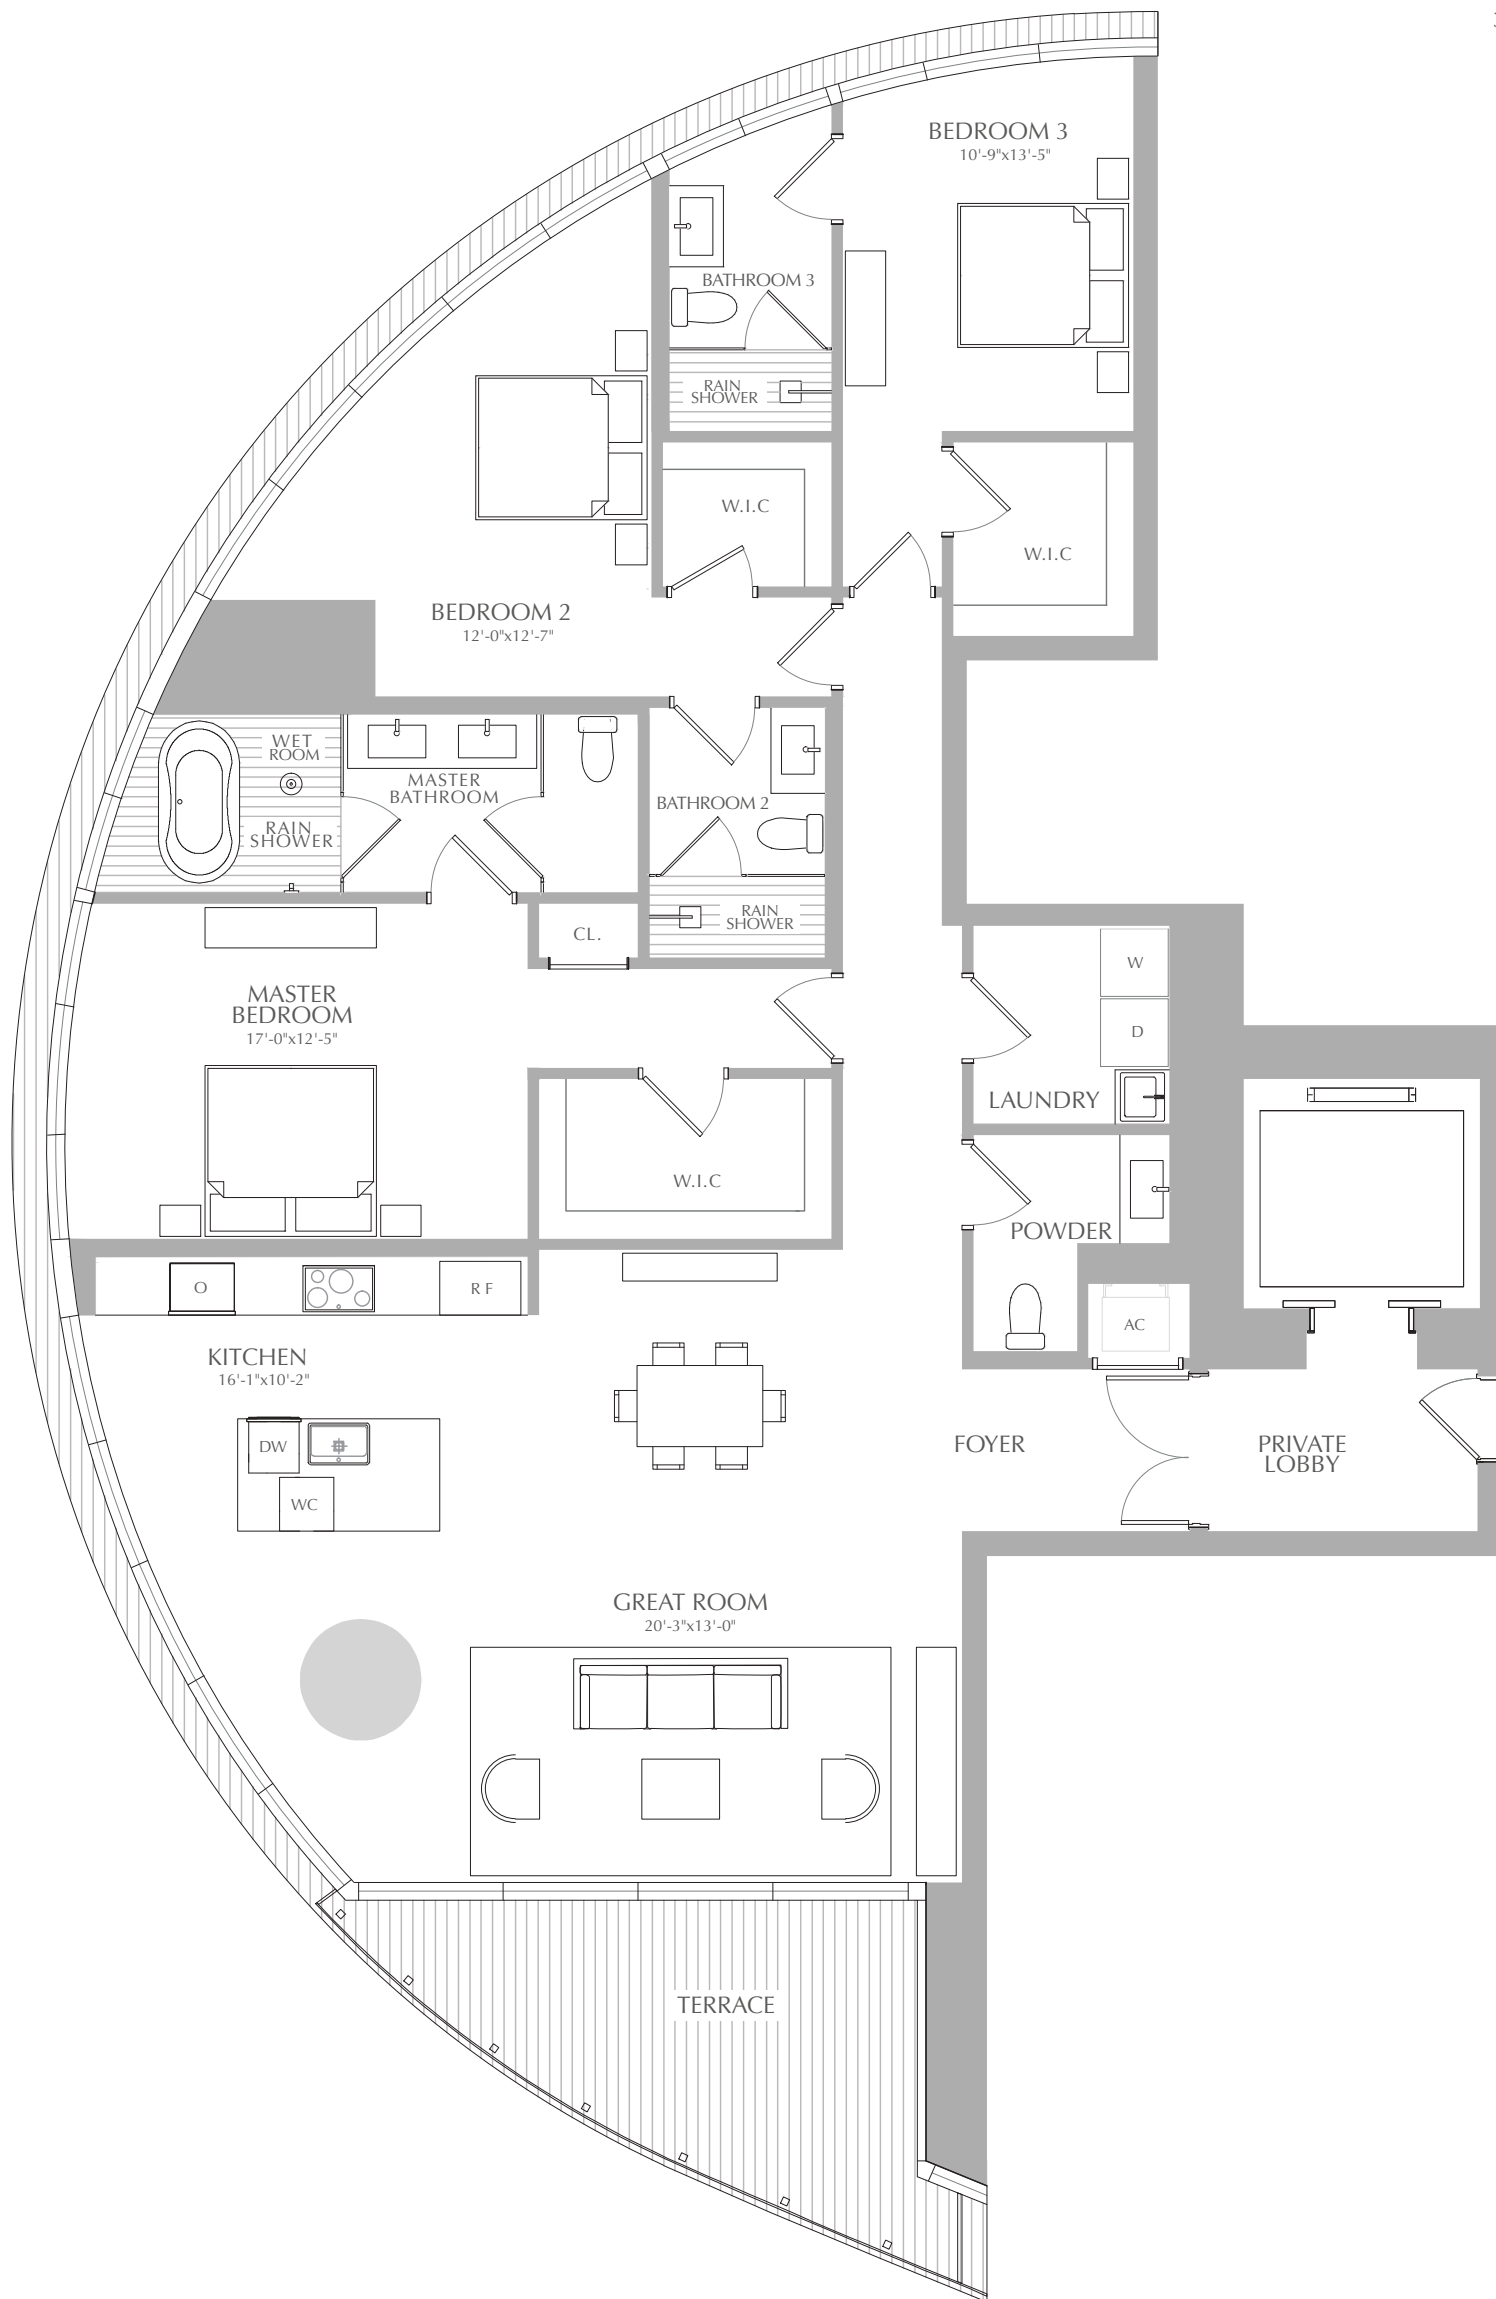 BEDROOM 3
10'-9"x13'-5"
BATHROOM 3
RAIN
SHOWER
W.I.C
W.I.C
BEDROOM 2
12'-0"x12'-7"
WET
ROOM
RAIN
SHOWER
MASTER
BATHROOM
BATHROOM 2
RAIN
SHOWER
CL.
W
D
LAUNDRY
MASTER
BEDROOM
17'-0"x12'-5"
W.I.C
POWDER
O
RF
AC
KITCHEN
16'-1"x10'-2"
DW
WC
FOYER
PRIVATE
LOBBY
GREAT ROOM
20'-3"x13'-0"
TERRACE